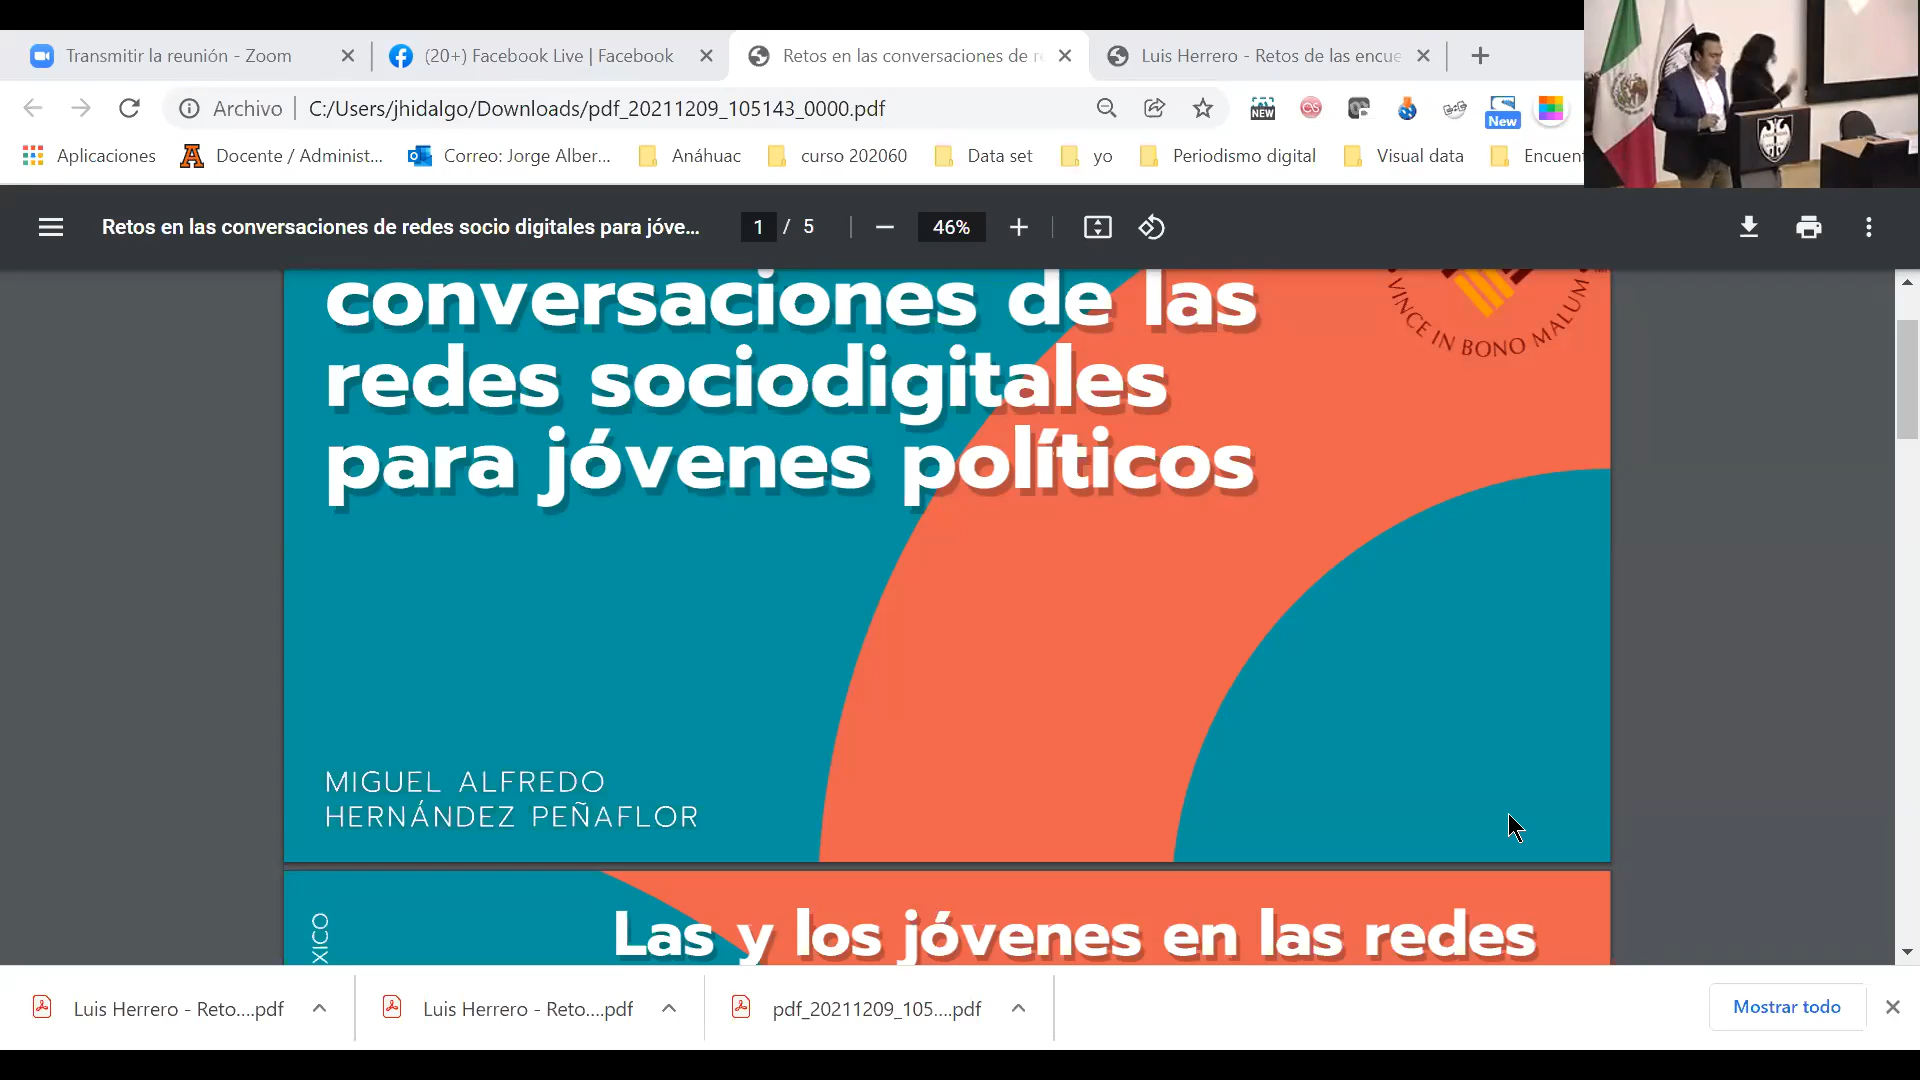 Transmitir la reunión - Zoom
(20+) Facebook Live | Facebook
Retos en las conversaciones de re
Luis Herrero - Retos de las encue
Archivo
C:/Users/jhidalgo/Downloads/pdf_20211209_105143_0000.pdf
NEW
New
Aplicaciones
Docente / Administ...
Correo: Jorge Alber...
Anáhuac
curso 202060
Data set
yo
Periodismo digital
Visual data
Encuen
Retos en las conversaciones de redes socio digitales para jóve...
1 / 5
46%
conversaciones de las
redes sociodigitales
para jóvenes políticos
VINCE IN BONO MALUM
MIGUEL ALFREDO
HERNÁNDEZ PEÑAFLOR
XICO
Las y los jóvenes en las redes
Luis Herrero - Reto....pdf
Luis Herrero - Reto....pdf
pdf_20211209_105....pdf
Mostrar todo